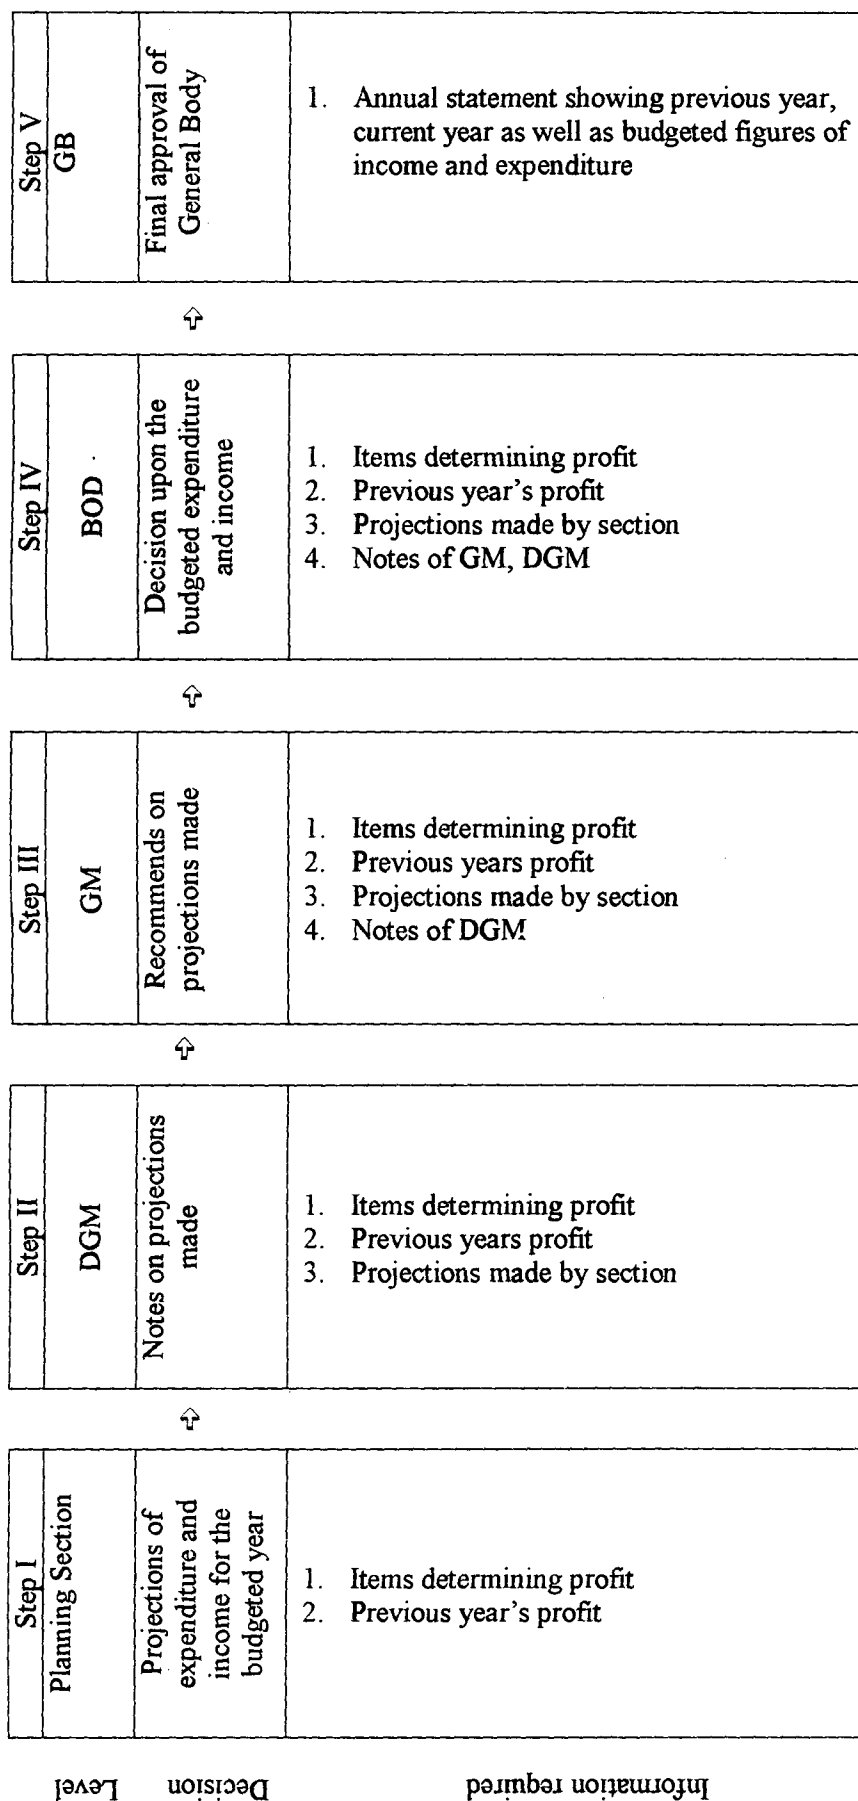 Step V
GB
Final approval of
General Body
1. Annual statement showing previous year,
current year as well as budgeted figures of
income and expenditure
Step IV
BOD
Decision upon the
budgeted expenditure
and income
1. Items determining profit
2. Previous year's profit
3. Projections made by section
4. Notes of GM, DGM
Step III
GM
Recommends on
projections made
1. Items determining profit
2. Previous years profit
3. Projections made by section
4. Notes of DGM
Step II
DGM
Notes on projections
made
1. Items determining profit
2. Previous years profit
3. Projections made by section
Step I
Planning Section
Projections of
expenditure and
income for the
budgeted year
1. Items determining profit
2. Previous year's profit
Level
Decision
Information required